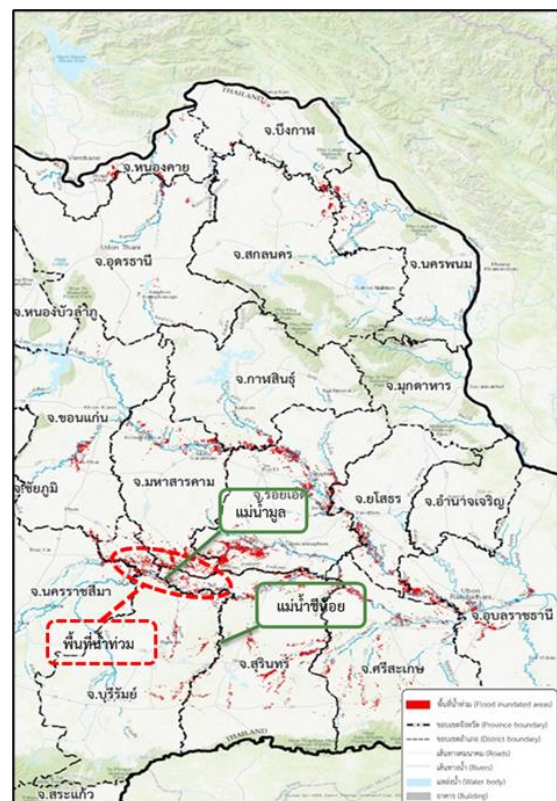 THAILAND
จ.บึงกาฬ
จ.หนองคาย
Udon Thani
จ.อุดรธานี
จ.สกลนคร
จ.นครพนม
จ.หนองบัวลำภู
จ.กาฬสินธุ์
จ.มุกดาหาร
จ.ขอนแก่น
จ.ชัยภูมิ
จ.มหาสารคาม
จ.ร้อยเอ็ด
จ.ยโสธร
จ.อำนาจเจริญ
แม่น้ำมูล
จ.นครราชสีมา
แม่น้ำชีน้อย
Ubon Ratchathani
จ.อุบลราชธานี
พื้นที่น้ำท่วม
จ.สุรินทร์
จ.ศรีสะเกษ
จ.บุรีรัมย์
THAILAND
จ.สระแก้ว
พื้นที่น้ำท่วม (Flood inundated areas)
ขอบเขตจังหวัด (Province boundary)
ขอบเขตอำเภอ (District boundary)
เส้นทางคมนาคม (Roads)
เส้นทางน้ำ (Rivers)
แหล่งน้ำ (Water body)
อาคาร (Building)